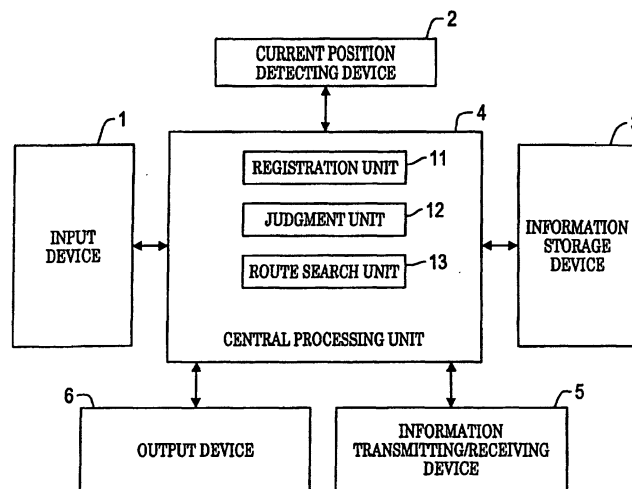 2
CURRENT POSITION
DETECTING DEVICE
1
4
3
REGISTRATION UNIT
11
JUDGMENT UNIT
12
ROUTE SEARCH UNIT
13
INPUT
DEVICE
INFORMATION
STORAGE
DEVICE
CENTRAL PROCESSING UNIT
6
5
OUTPUT DEVICE
INFORMATION
TRANSMITTING/RECEIVING
DEVICE